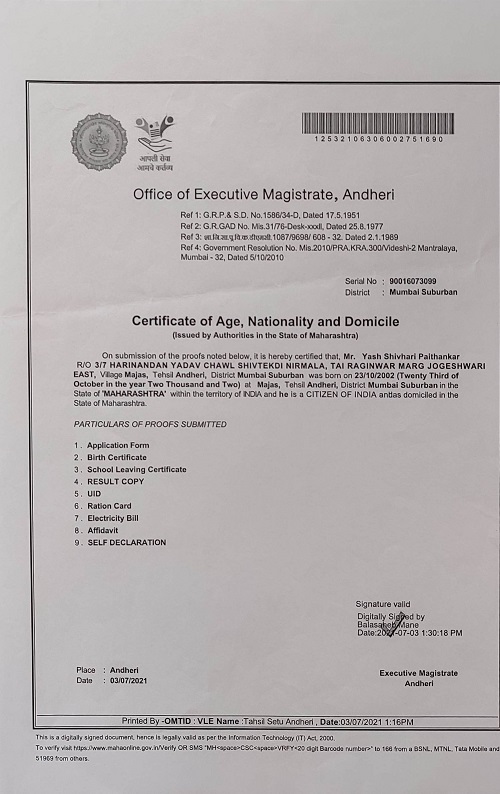 12532106306002751690
आपली सेवा
आमचे कर्तव्य
Office of Executive Magistrate, Andheri
Ref 1: G.R.P.& S.D. No.1586/34-D, Dated 17.5.1951
Ref 2: G.R.GAD No. Mis.31/76-Desk-xxxll, Dated 25.8.1977
Ref 3: शा.नि.सा.पू.वि.क.डीएमसी.1087/9698/ 608 - 32. Dated 2.1.1989
Ref 4: Government Resolution No. Mis.2010/PRA.KRA.300/Videshi-2 Mantralaya,
Mumbai - 32, Dated 5/10/2010
Serial No : 90016073099
District : Mumbai Suburban
Certificate of Age, Nationality and Domicile
(Issued by Authorities in the State of Maharashtra)
On submission of the proofs noted below, it is hereby certified that, Mr. Yash Shivhari Paithankar
R/O 3/7 HARINANDAN YADAV CHAWL SHIVTEKDI NIRMALA, TAI RAGINWAR MARG JOGESHWARI
EAST, Village Majas, Tehsil Andheri, District Mumbai Suburban was born on 23/10/2002 (Twenty Third of
October in the year Two Thousand and Two) at Majas, Tehsil Andheri, District Mumbai Suburban in the
State of 'MAHARASHTRA' within the territory of INDIA and he is a CITIZEN OF INDIA and\as domiciled in the
State of Maharashtra.
PARTICULARS OF PROOFS SUBMITTED
1 . Application Form
2 . Birth Certificate
3 . School Leaving Certificate
4 . RESULT COPY
5 . UID
6 . Ration Card
7 . Electricity Bill
8 . Affidavit
9 . SELF DECLARATION
Signature valid
Digitally Signed by
Balasaheb Mane
Date:2021-07-03 1:30:18 PM
Place : Andheri
Date : 03/07/2021
Executive Magistrate
Andheri
Printed By -OMTID : VLE Name :Tahsil Setu Andheri , Date:03/07/2021 1:16PM
This is a digitally signed document, hence is legally valid as per the Information Technology (IT) Act, 2000.
To verify visit https://www.mahaonline.gov.in/Verify OR SMS "MH<space>CSC<space>VRFY<20 digit Barcode number>" to 166 from a BSNL, MTNL, Tata Mobile and
51969 from others.